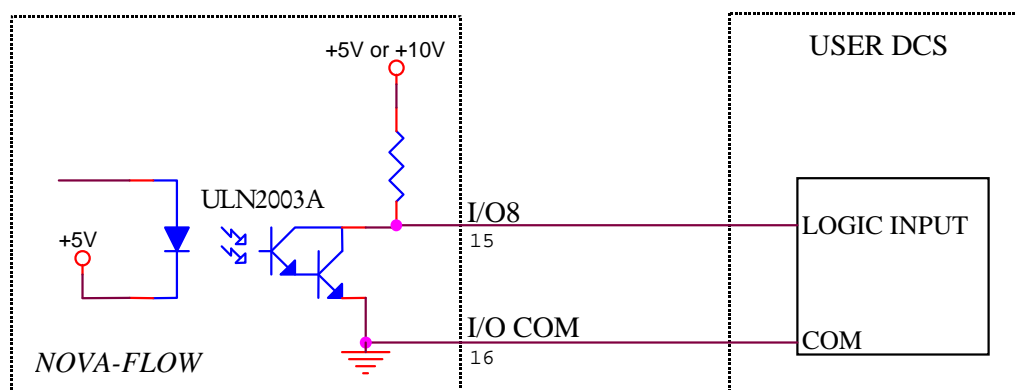 +5V or +10V
USER DCS
ULN2003A
I/O8
15
LOGIC INPUT
+5V
I/O COM
16
COM
NOVA-FLOW